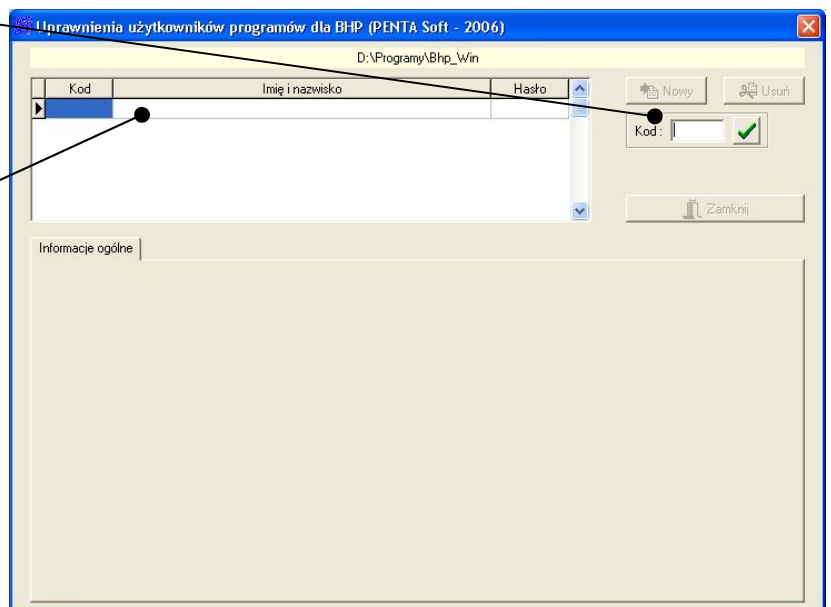 Uprawnienia użytkowników programów dla BHP (PENTA Soft - 2006)
D:\Programy\Bhp_Win
Kod Imię i nazwisko Hasło
Nowy Usuń
Kod :
Zamknij
Informacje ogólne